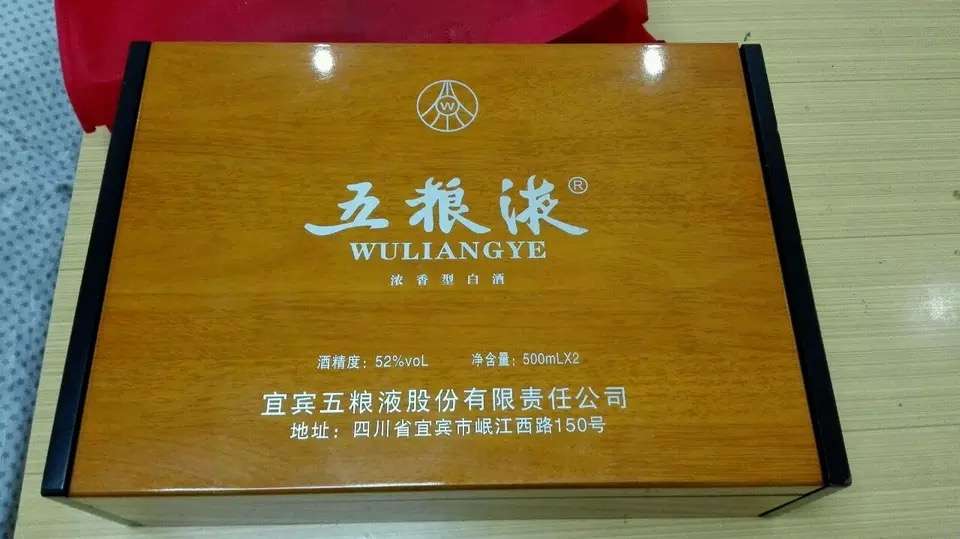 W
五粮液®
WULIANGYE
浓香型白酒
酒精度：52%voL 净含量：500mLX2
宜宾五粮液股份有限责任公司
地址：四川省宜宾市岷江西路150号